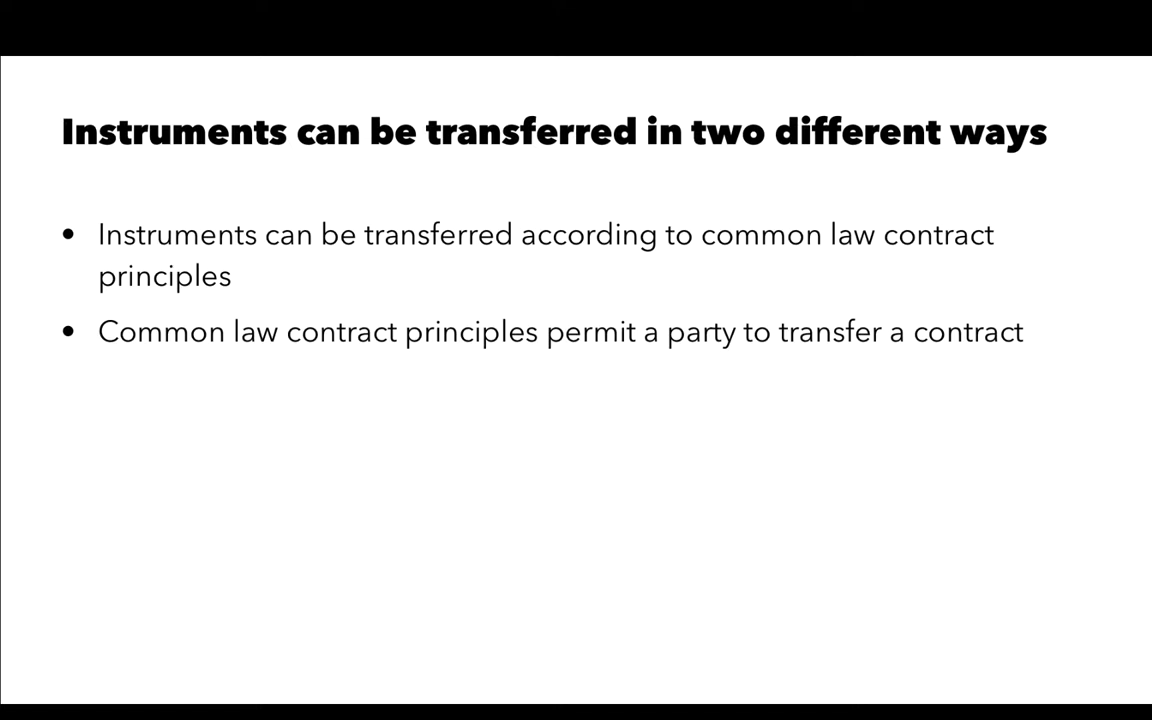 Instruments can be transferred in two different ways
• Instruments can be transferred according to common law contract
principles
• Common law contract principles permit a party to transfer a contract